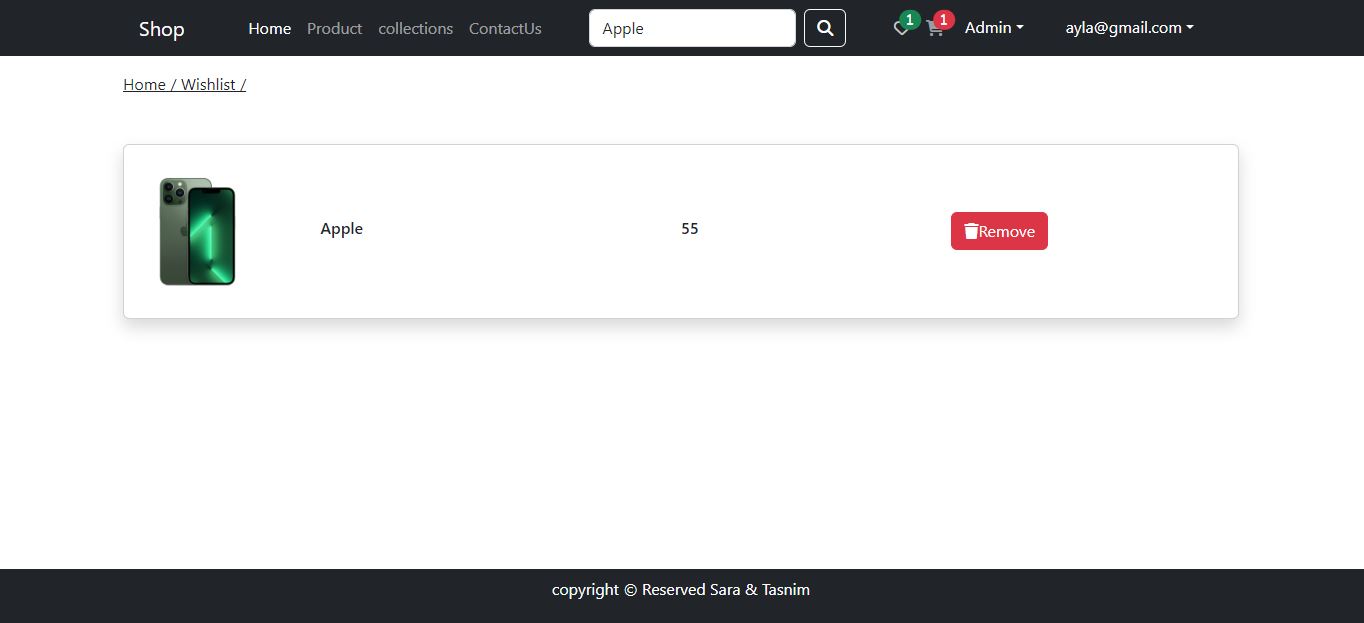 Shop Home Product collections ContactUs Apple 1 1 Admin ayla@gmail.com
Home / Wishlist /
Apple 55 Remove
copyright © Reserved Sara & Tasnim